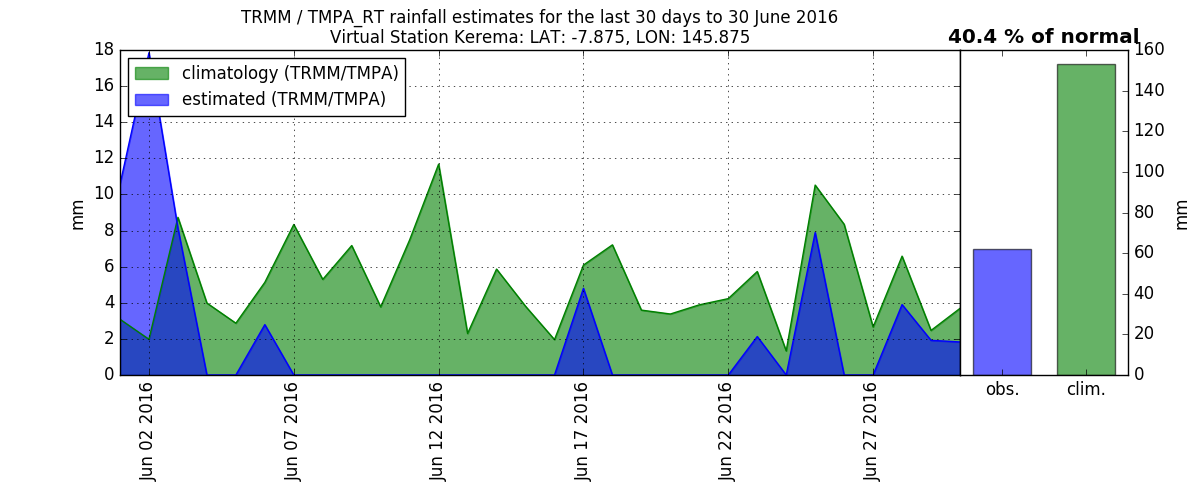 TRMM / TMPA_RT rainfall estimates for the last 30 days to 30 June 2016
Virtual Station Kerema: LAT: -7.875, LON: 145.875
40.4 % of normal
climatology (TRMM/TMPA)
estimated (TRMM/TMPA)
18
16
14
12
10
8
6
4
2
0
mm
Jun 02 2016
Jun 07 2016
Jun 12 2016
Jun 17 2016
Jun 22 2016
Jun 27 2016
160
140
120
100
80
60
40
20
0
mm
obs.
clim.